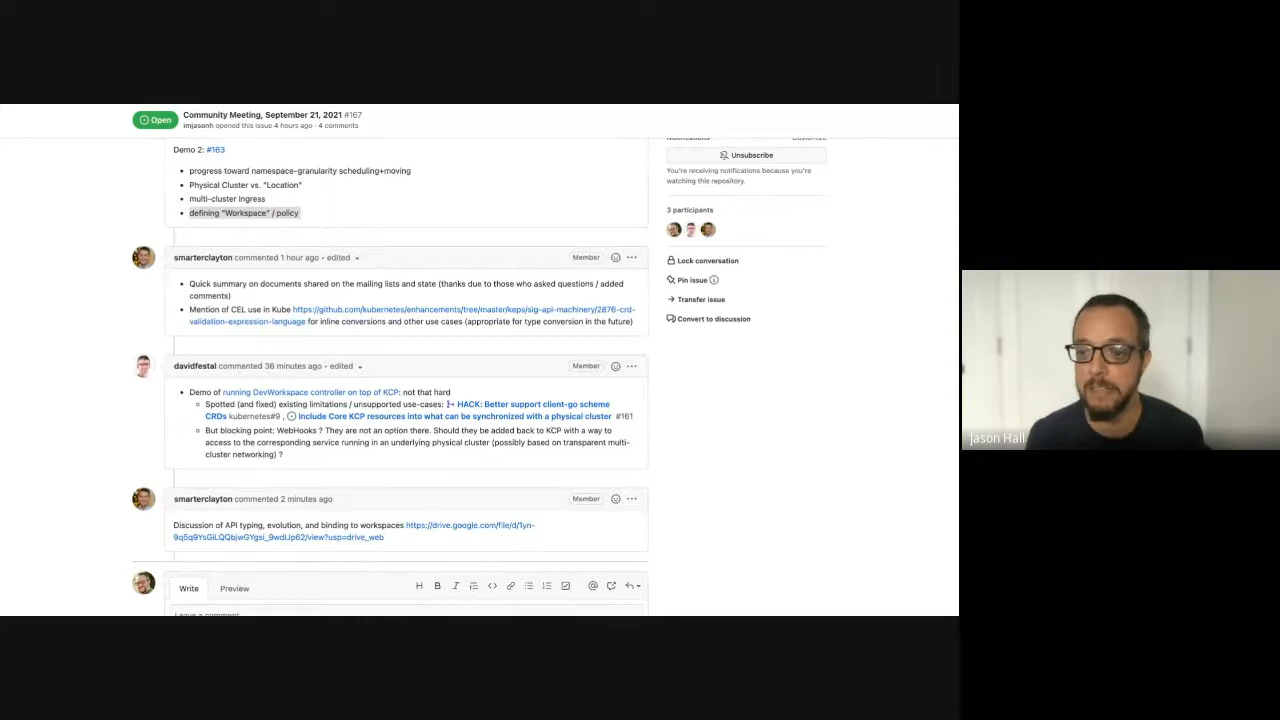 Open
Community Meeting, September 21, 2021 #167
imjasonh opened this issue 4 hours ago · 4 comments
Demo 2: #163
• progress toward namespace-granularity scheduling+moving
• Physical Cluster vs. "Location"
• multi-cluster Ingress
• defining "Workspace" / policy
Notifications Customize
Unsubscribe
You're receiving notifications because you're
watching this repository.
3 participants
Lock conversation
Pin issue
Transfer issue
Convert to discussion
smarterclayton commented 1 hour ago • edited
Member
• Quick summary on documents shared on the mailing lists and state (thanks due to those who asked questions / added
comments)
• Mention of CEL use in Kube https://github.com/kubernetes/enhancements/tree/master/keps/sig-api-machinery/2876-crd-
validation-expression-language for inline conversions and other use cases (appropriate for type conversion in the future)
davidfestal commented 36 minutes ago • edited
Member
• Demo of running DevWorkspace controller on top of KCP: not that hard
Spotted (and fixed) existing limitations / unsupported use-cases: HACK: Better support client-go scheme
CRDs kubernetes#9 , Include Core KCP resources into what can be synchronized with a physical cluster #161
But blocking point: WebHooks ? They are not an option there. Should they be added back to KCP with a way to
access to the corresponding service running in an underlying physical cluster (possibly based on transparent multi-
cluster networking) ?
smarterclayton commented 2 minutes ago
Member
Discussion of API typing, evolution, and binding to workspaces https://drive.google.com/file/d/1yn-
Write
Preview
Leave a comment
Jason Hall